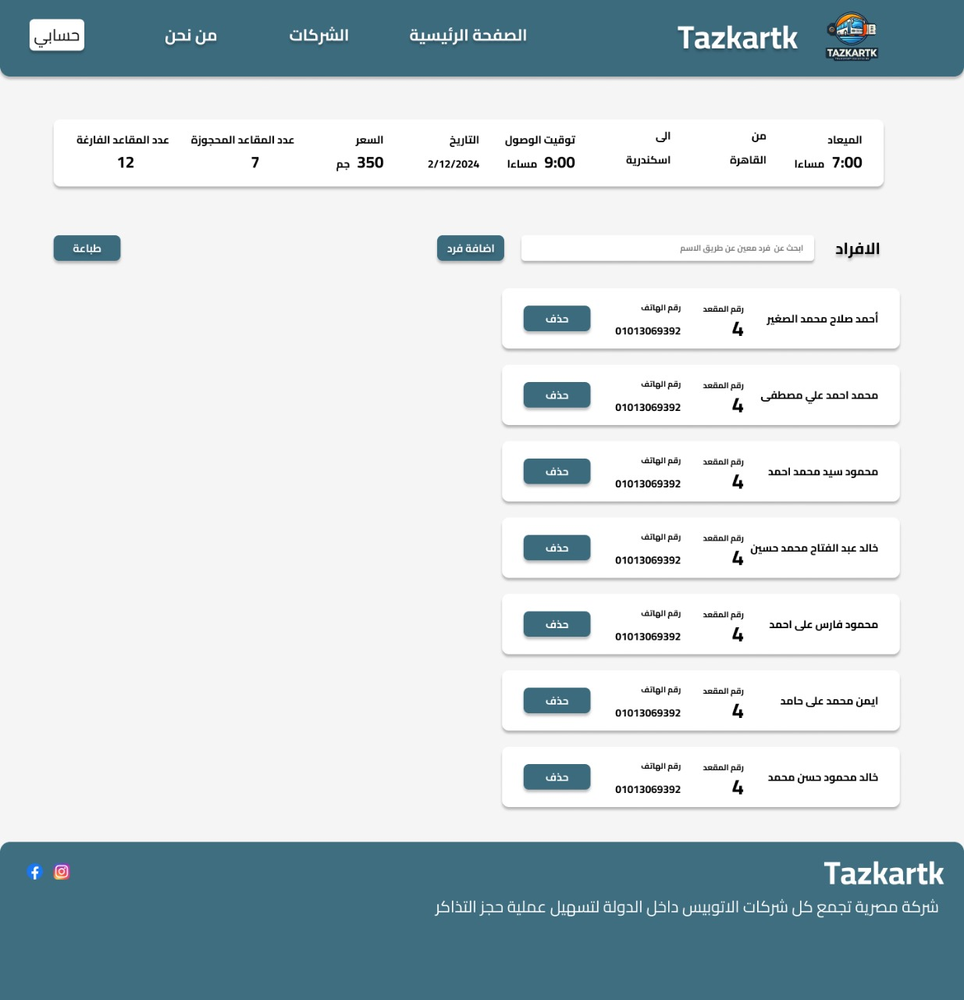 TAZKARTK
Tazkartk
الصفحة الرئيسية
الشركات
من نحن
حسابي
الميعاد
7:00 مساءا
من
القاهرة
الى
اسكندرية
توقيت الوصول
9:00 مساءا
التاريخ
2/12/2024
السعر
350 جم
عدد المقاعد المحجوزة
7
عدد المقاعد الفارغة
12
الافراد
ابحث عن فرد معين عن طريق الاسم
اضافة فرد
طباعة
أحمد صلاح محمد الصغير
رقم المقعد
4
رقم الهاتف
01013069392
حذف
محمد احمد علي مصطفى
رقم المقعد
4
رقم الهاتف
01013069392
حذف
محمود سيد محمد احمد
رقم المقعد
4
رقم الهاتف
01013069392
حذف
خالد عبد الفتاح محمد حسين
رقم المقعد
4
رقم الهاتف
01013069392
حذف
محمود فارس على احمد
رقم المقعد
4
رقم الهاتف
01013069392
حذف
ايمن محمد على حامد
رقم المقعد
4
رقم الهاتف
01013069392
حذف
خالد محمود حسن محمد
رقم المقعد
4
رقم الهاتف
01013069392
حذف
Tazkartk
شركة مصرية تجمع كل شركات الاتوبيس داخل الدولة لتسهيل عملية حجز التذاكر